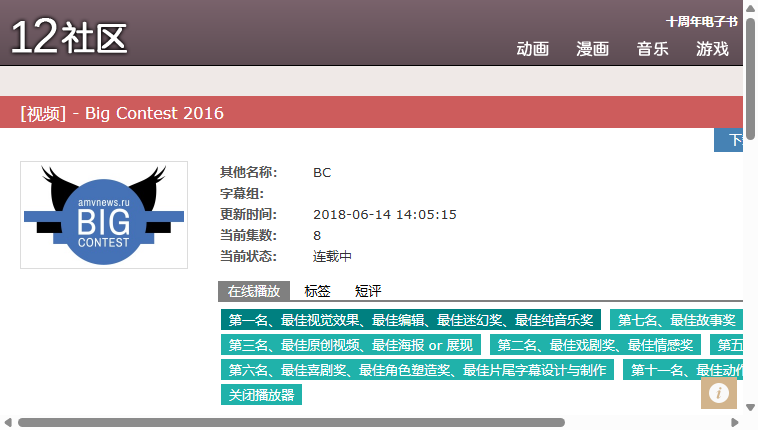 12社区
十周年电子书
动画 漫画 音乐 游戏
[视频] - Big Contest 2016
amvnews.ru
BIG
CONTEST
其他名称: BC
字幕组:
更新时间: 2018-06-14 14:05:15
当前集数: 8
当前状态: 连载中
在线播放 标签 短评
第一名、最佳视觉效果、最佳编辑、最佳迷幻奖、最佳纯音乐奖 第七名、最佳故事奖
第三名、最佳原创视频、最佳海报 or 展现 第二名、最佳戏剧奖、最佳情感奖 第五
第六名、最佳喜剧奖、最佳角色塑造奖、最佳片尾字幕设计与制作 第十一名、最佳动作
关闭播放器